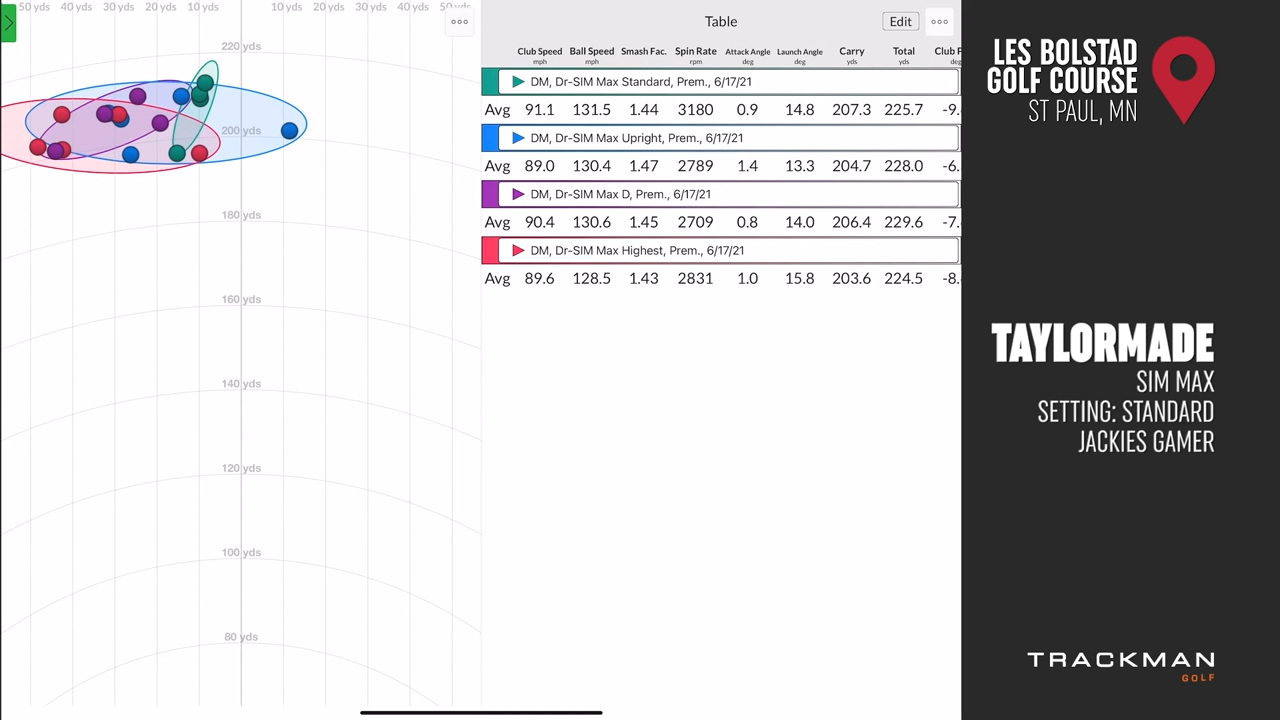 50 yds 40 yds 30 yds 20 yds 10 yds 10 yds 20 yds 30 yds 40 yds
220 yds
200 yds
180 yds
160 yds
140 yds
120 yds
100 yds
80 yds
Table
Edit
Club Speed Ball Speed Smash Fac. Spin Rate Attack Angle Launch Angle Carry Total Club
mph mph rpm deg deg yds yds
DM, Dr-SIM Max Standard, Prem., 6/17/21
Avg 91.1 131.5 1.44 3180 0.9 14.8 207.3 225.7 -9.
DM, Dr-SIM Max Upright, Prem., 6/17/21
Avg 89.0 130.4 1.47 2789 1.4 13.3 204.7 228.0 -6.
DM, Dr-SIM Max D, Prem., 6/17/21
Avg 90.4 130.6 1.45 2709 0.8 14.0 206.4 229.6 -7.
DM, Dr-SIM Max Highest, Prem., 6/17/21
Avg 89.6 128.5 1.43 2831 1.0 15.8 203.6 224.5 -8.
LES BOLSTAD
GOLF COURSE
ST PAUL, MN
TAYLORMADE
SIM MAX
SETTING: STANDARD
JACKIES GAMER
TRACKMAN
GOLF